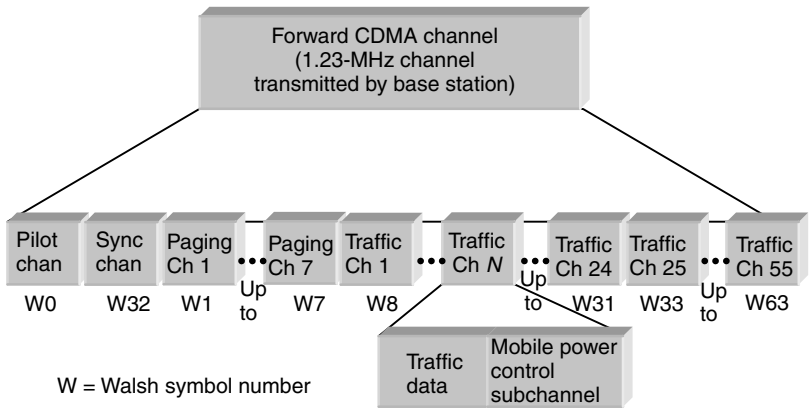 Forward CDMA channel
(1.23-MHz channel
transmitted by base station)
Pilot
chan
Sync
chan
Paging
Ch 1
Paging
Ch 7
Traffic
Ch 1
Traffic
Ch N
Traffic
Ch 24
Traffic
Ch 25
Traffic
Ch 55
W0
W32
W1
Up
to
W7
W8
Up
to
W31
W33
Up
to
W63
Traffic
data
Mobile power
control
subchannel
W = Walsh symbol number